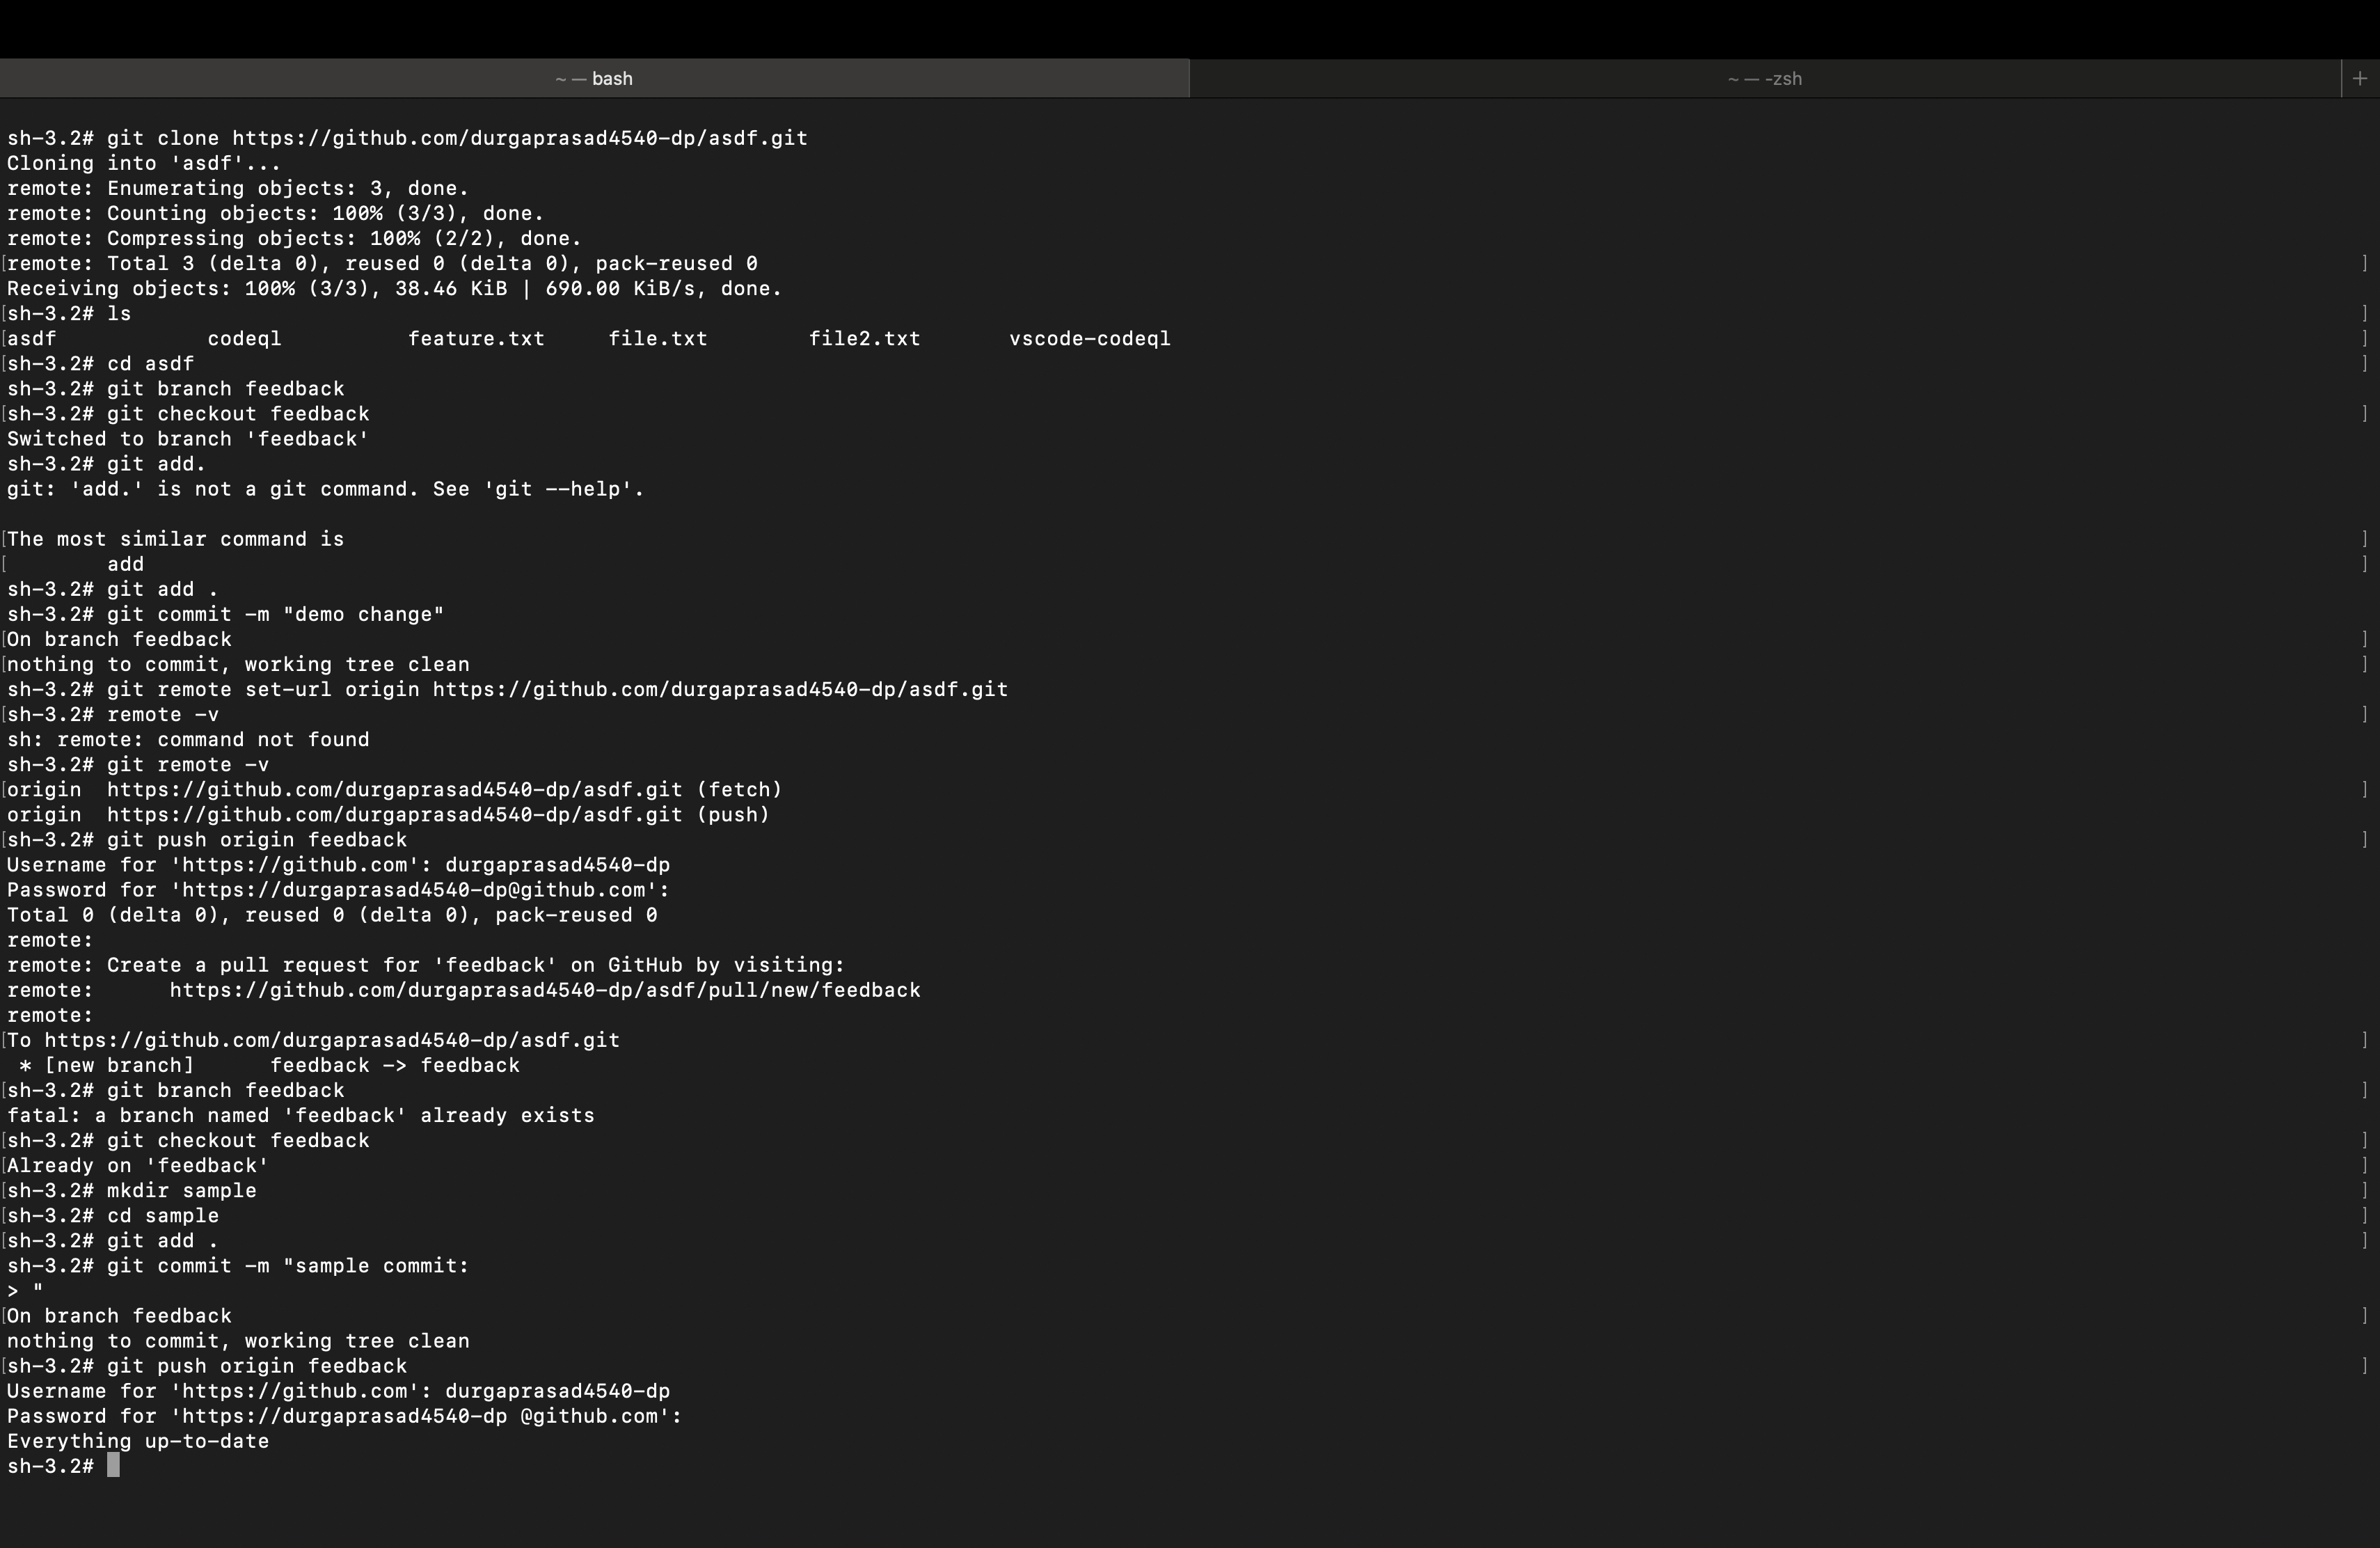 ~ — bash
~ — -zsh
+
sh-3.2# git clone https://github.com/durgaprasad4540-dp/asdf.git
Cloning into 'asdf'...
remote: Enumerating objects: 3, done.
remote: Counting objects: 100% (3/3), done.
remote: Compressing objects: 100% (2/2), done.
[remote: Total 3 (delta 0), reused 0 (delta 0), pack-reused 0 ]
Receiving objects: 100% (3/3), 38.46 KiB | 690.00 KiB/s, done.
[sh-3.2# ls ]
[asdf codeql feature.txt file.txt file2.txt vscode-codeql ]
[sh-3.2# cd asdf ]
sh-3.2# git branch feedback
[sh-3.2# git checkout feedback ]
Switched to branch 'feedback'
sh-3.2# git add.
git: 'add.' is not a git command. See 'git --help'.
[The most similar command is ]
[ add ]
sh-3.2# git add .
sh-3.2# git commit -m "demo change"
[On branch feedback ]
[nothing to commit, working tree clean ]
sh-3.2# git remote set-url origin https://github.com/durgaprasad4540-dp/asdf.git
[sh-3.2# remote -v ]
sh: remote: command not found
sh-3.2# git remote -v
[origin https://github.com/durgaprasad4540-dp/asdf.git (fetch) ]
origin https://github.com/durgaprasad4540-dp/asdf.git (push)
[sh-3.2# git push origin feedback ]
Username for 'https://github.com': durgaprasad4540-dp
Password for 'https://durgaprasad4540-dp@github.com':
Total 0 (delta 0), reused 0 (delta 0), pack-reused 0
remote:
remote: Create a pull request for 'feedback' on GitHub by visiting:
remote: https://github.com/durgaprasad4540-dp/asdf/pull/new/feedback
remote:
[To https://github.com/durgaprasad4540-dp/asdf.git ]
* [new branch] feedback -> feedback
[sh-3.2# git branch feedback ]
fatal: a branch named 'feedback' already exists
[sh-3.2# git checkout feedback ]
[Already on 'feedback' ]
[sh-3.2# mkdir sample ]
[sh-3.2# cd sample ]
[sh-3.2# git add . ]
sh-3.2# git commit -m "sample commit:
> "
[On branch feedback ]
nothing to commit, working tree clean
[sh-3.2# git push origin feedback ]
Username for 'https://github.com': durgaprasad4540-dp
Password for 'https://durgaprasad4540-dp @github.com':
Everything up-to-date
sh-3.2#